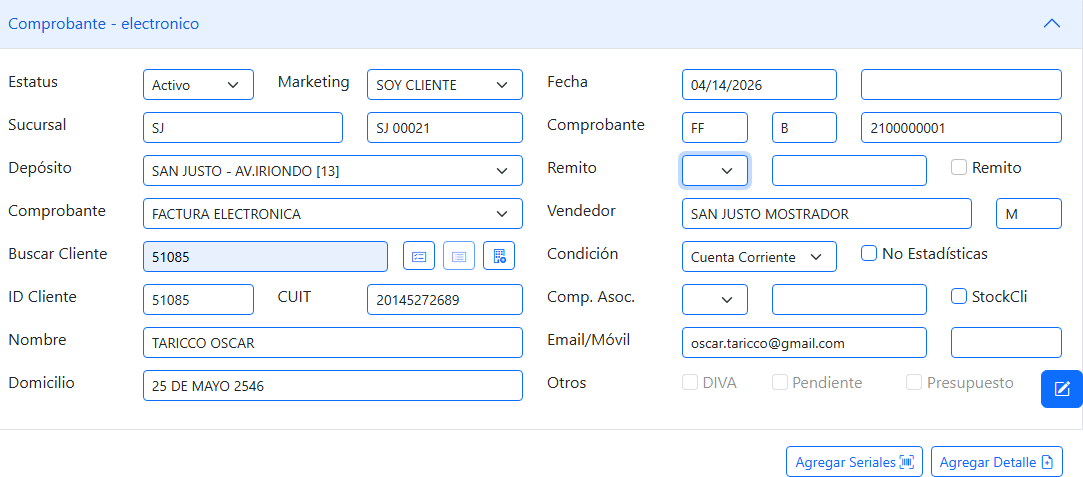 Comprobante - electronico
Estatus Activo Marketing SOY CLIENTE Fecha 04/14/2026
Sucursal SJ SJ 00021 Comprobante FF B 2100000001
Depósito SAN JUSTO - AV.IRIONDO [13] Remito Remito
Comprobante FACTURA ELECTRONICA Vendedor SAN JUSTO MOSTRADOR M
Buscar Cliente 51085 Condición Cuenta Corriente No Estadísticas
ID Cliente 51085 CUIT 20145272689 Comp. Asoc. StockCli
Nombre TARICCO OSCAR Email/Móvil oscar.taricco@gmail.com
Domicilio 25 DE MAYO 2546 Otros DIVA Pendiente Presupuesto
Agregar Seriales Agregar Detalle